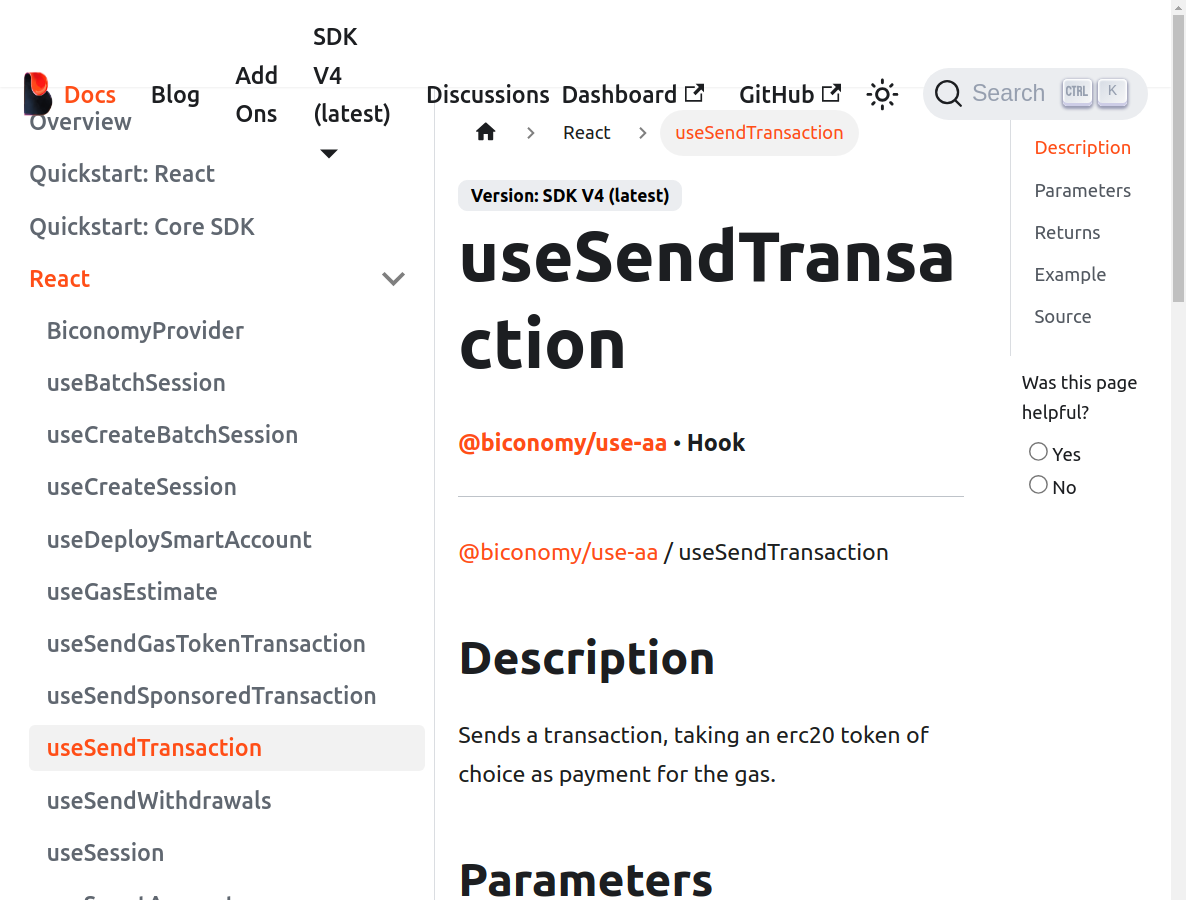 Docs
Blog
Add
Ons
SDK
V4
(latest)
Discussions
Dashboard
GitHub
Search
CTRL
K
Overview
Quickstart: React
Quickstart: Core SDK
React
BiconomyProvider
useBatchSession
useCreateBatchSession
useCreateSession
useDeploySmartAccount
useGasEstimate
useSendGasTokenTransaction
useSendSponsoredTransaction
useSendTransaction
useSendWithdrawals
useSession
React
useSendTransaction
Version: SDK V4 (latest)
useSendTransa
ction
@biconomy/use-aa • Hook
@biconomy/use-aa / useSendTransaction
Description
Sends a transaction, taking an erc20 token of
choice as payment for the gas.
Parameters
Description
Parameters
Returns
Example
Source
Was this page
helpful?
Yes
No